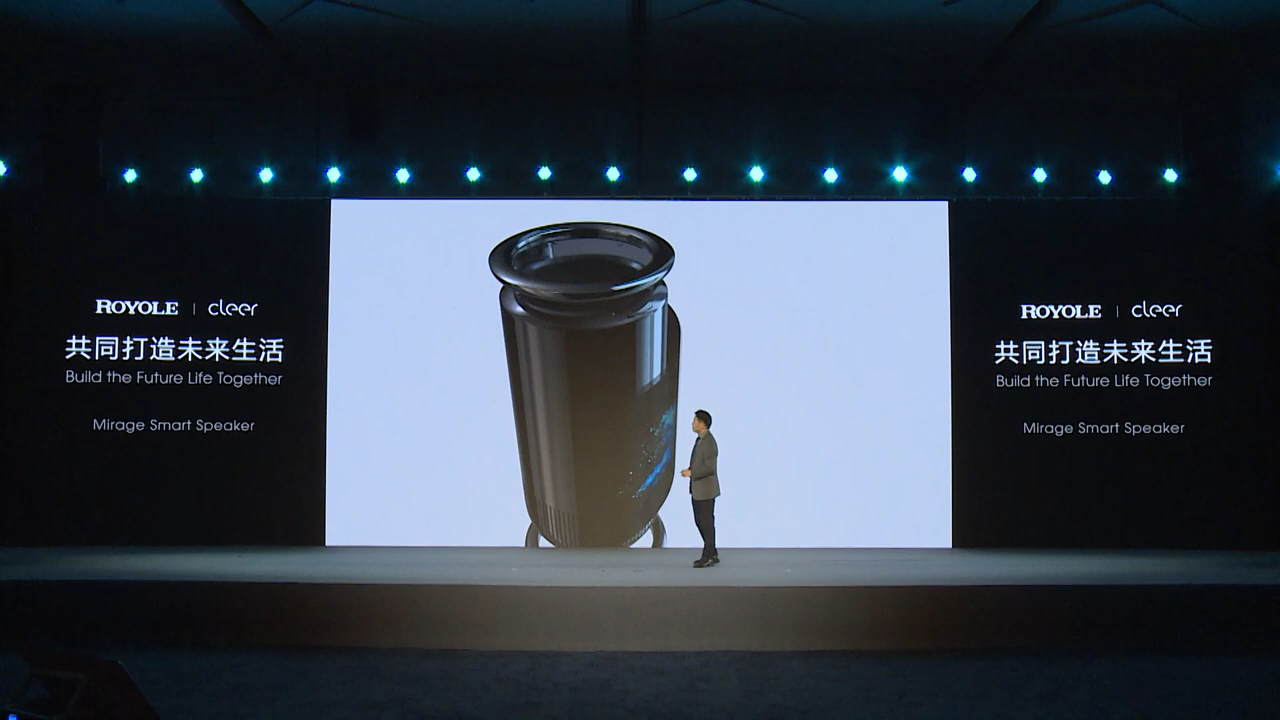 ROYOLE | cleer
共同打造未来生活
Build the Future Life Together
Mirage Smart Speaker
ROYOLE | cleer
共同打造未来生活
Build the Future Life Together
Mirage Smart Speaker